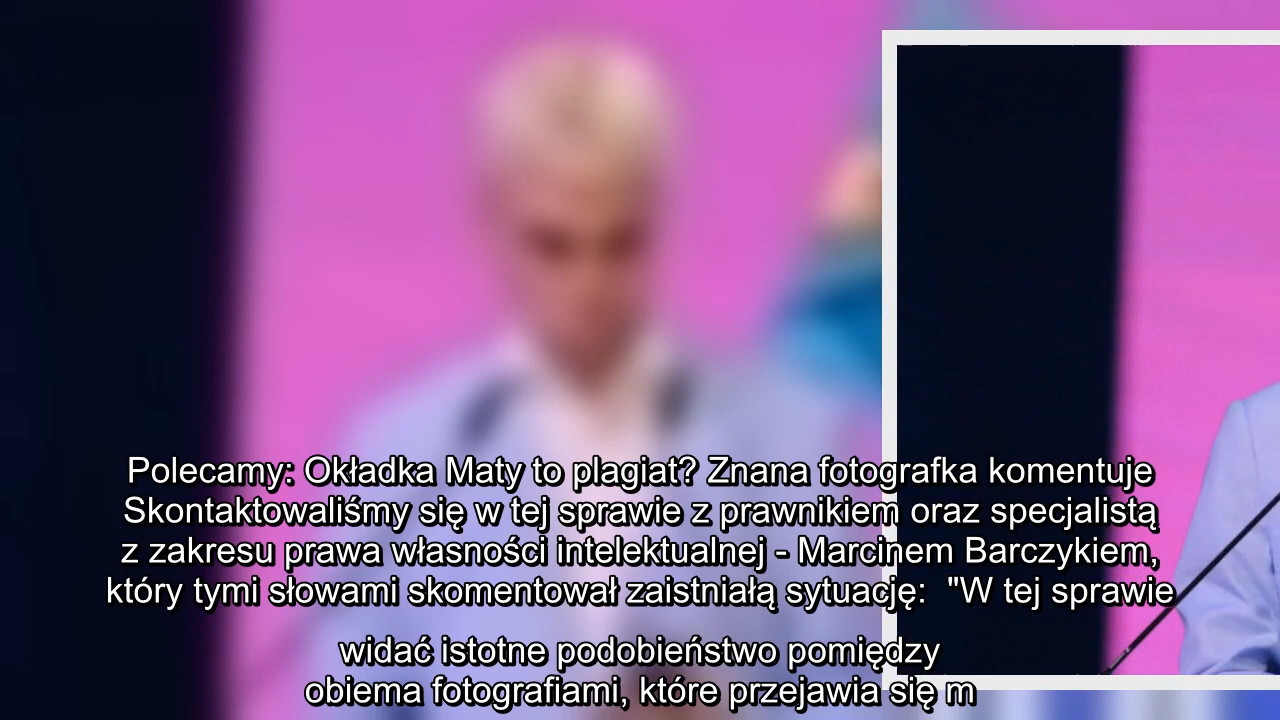 Polecamy: Okładka Maty to plagiat? Znana fotografka komentuje
Skontaktowaliśmy się w tej sprawie z prawnikiem oraz specjalistą
z zakresu prawa własności intelektualnej - Marcinem Barczykiem,
który tymi słowami skomentował zaistniałą sytuację:  "W tej sprawie
widać istotne podobieństwo pomiędzy
obiema fotografiami, które przejawia się m